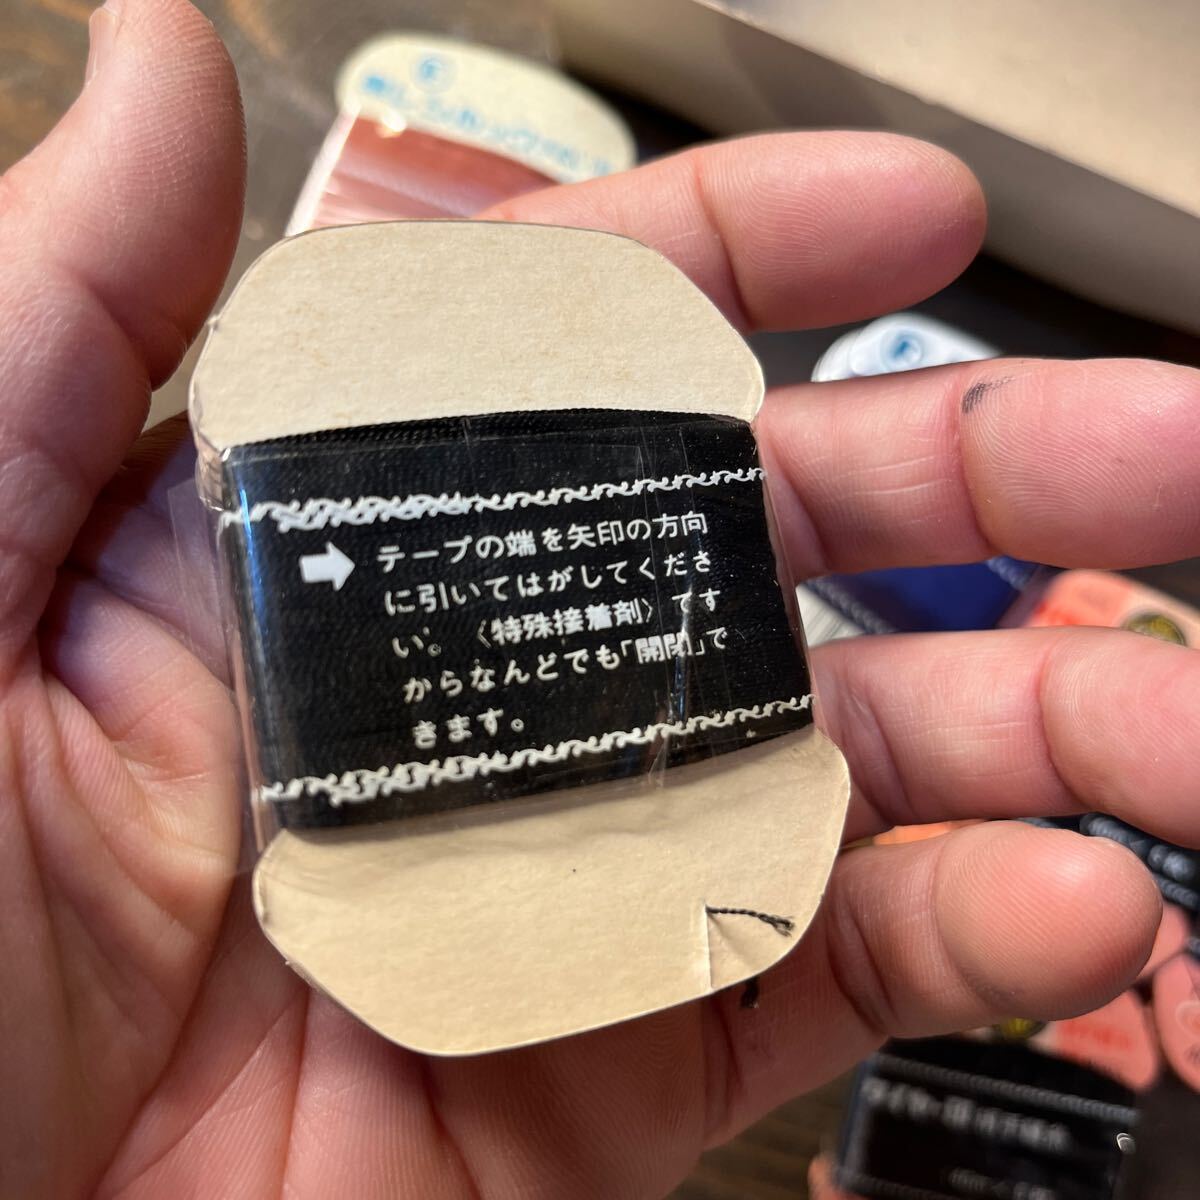 テープの端を矢印の方向
に引いてはがしてくださ
い。〈特殊接着剤〉です
からなんどでも「開閉」で
きます。